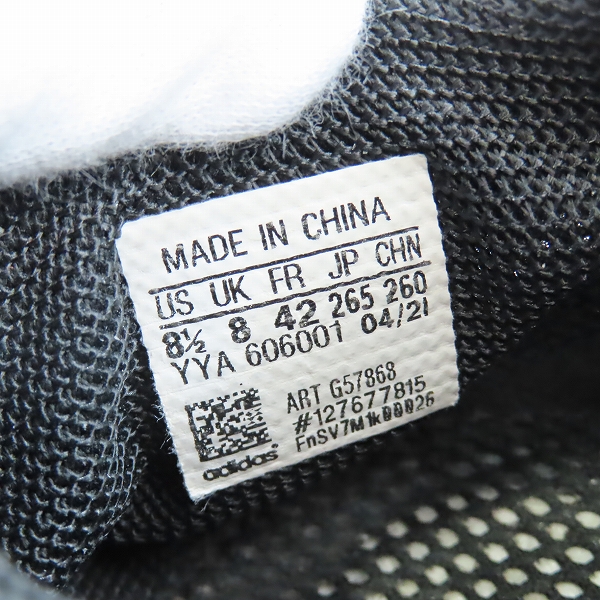 MADE IN CHINA
US UK FR JP CHN
8½ 8 42 265 260
YYA 606001 04/21
ART G57868
#127677815
FnSV7M1k00026
adidas